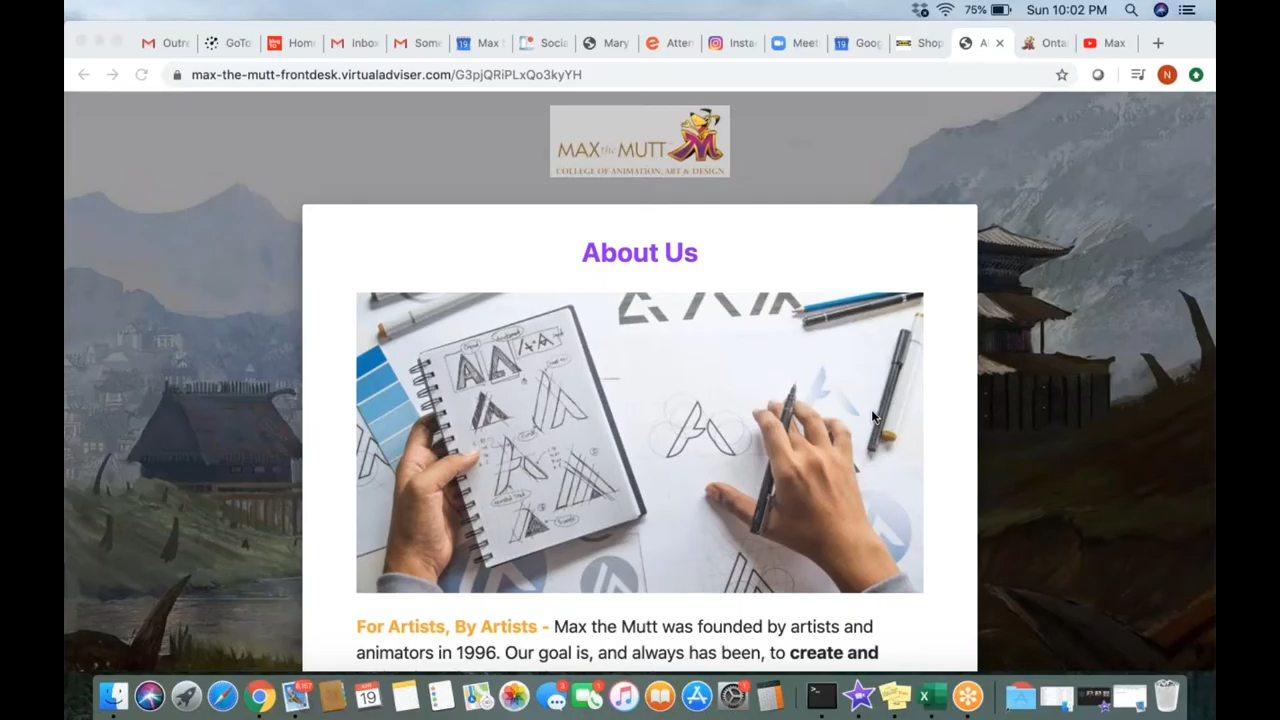 75%
Sun 10:02 PM
Outre
GoTo
Home
Inbox
Som
Max
Socia
Mary
Atten
Insta
Meet
Goog
Shop
Onta
Max
max-the-mutt-frontdesk.virtualadviser.com/G3pjQRiPLxQo3kyYH
N
MAX the MUTT
COLLEGE OF ANIMATION, ART & DESIGN
About Us
For Artists, By Artists - Max the Mutt was founded by artists and
animators in 1996. Our goal is, and always has been, to create and
19